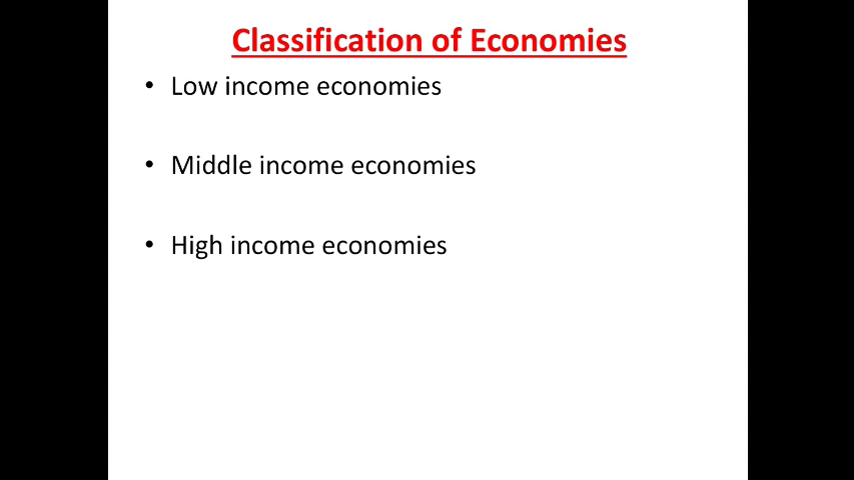 Classification of Economies
• Low income economies
• Middle income economies
• High income economies